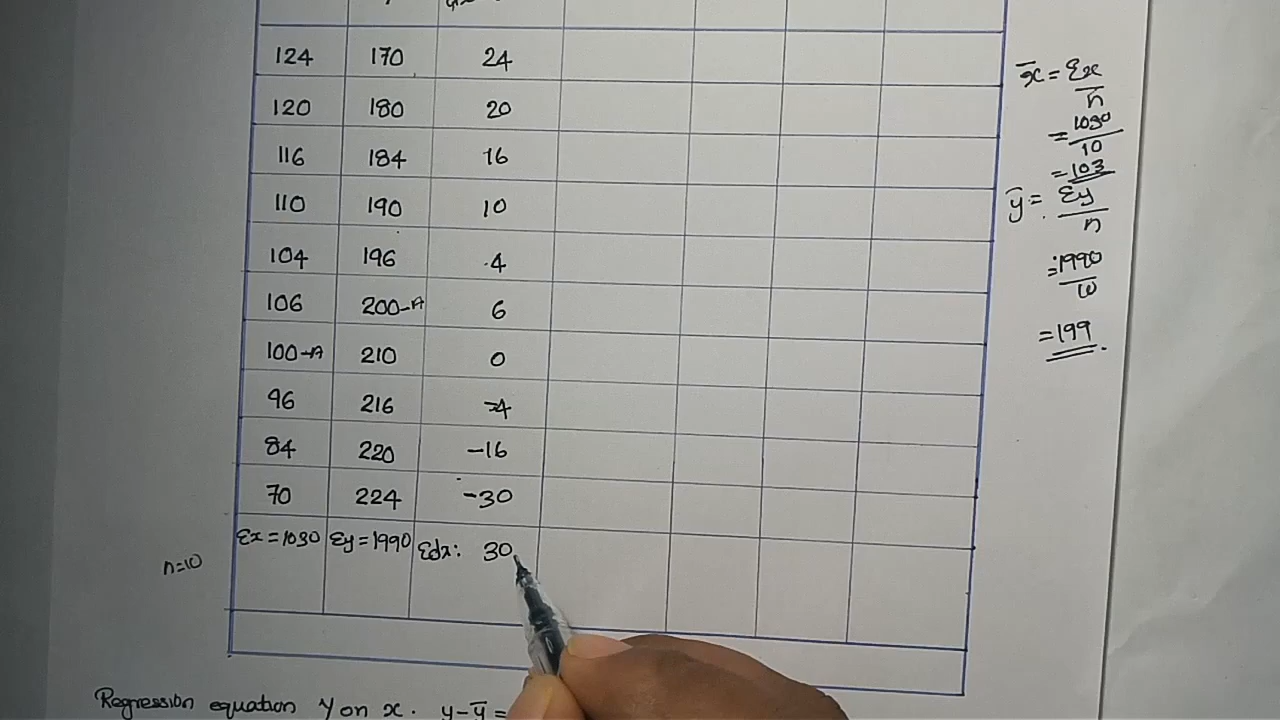 124 170 24
120 180 20
116 184 16
110 190 10
104 196 4
106 200-A 6
100-A 210 0
96 216 -4
84 220 -16
70 224 -30
Σx=1030 Σy=1990 Σdx: 30
n=10
x̄ = Σx
n
= 1030
10
= 103
ȳ = Σy
n
= 1990
10
= 199
Regression equation y on x. y-ȳ =